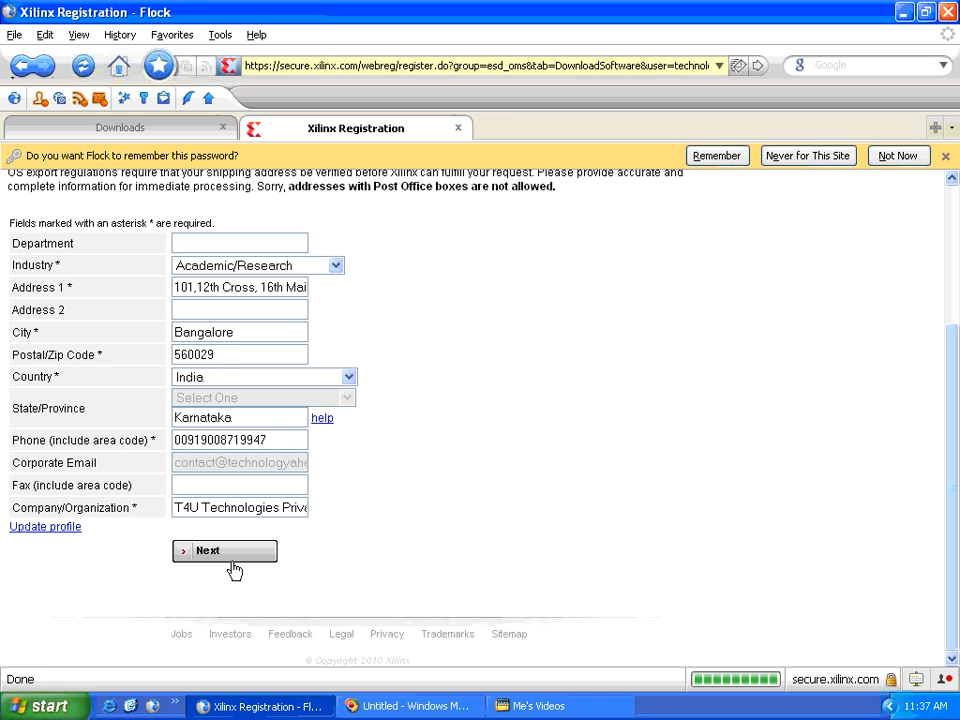 Xilinx Registration - Flock
File Edit View History Favorites Tools Help
https://secure.xilinx.com/webreg/register.do?group=esd_oms&tab=DownloadSoftware&user=technol
Google
Downloads
Xilinx Registration
Do you want Flock to remember this password?
Remember
Never for This Site
Not Now
US export regulations require that your shipping address be verified before Xilinx can fulfill your request. Please provide accurate and
complete information for immediate processing. Sorry, addresses with Post Office boxes are not allowed.
Fields marked with an asterisk * are required.
Department
Industry * Academic/Research
Address 1 * 101,12th Cross, 16th Mai
Address 2
City * Bangalore
Postal/Zip Code * 560029
Country * India
Select One
State/Province
Karnataka help
Phone (include area code) * 00919008719947
Corporate Email contact@technologyahe
Fax (include area code)
Company/Organization * T4U Technologies Priva
Update profile
Next
Jobs Investors Feedback Legal Privacy Trademarks Sitemap
© Copyright 2010 Xilinx
Done
secure.xilinx.com
start
Xilinx Registration - Fl...
Untitled - Windows M...
Me's Videos
11:37 AM